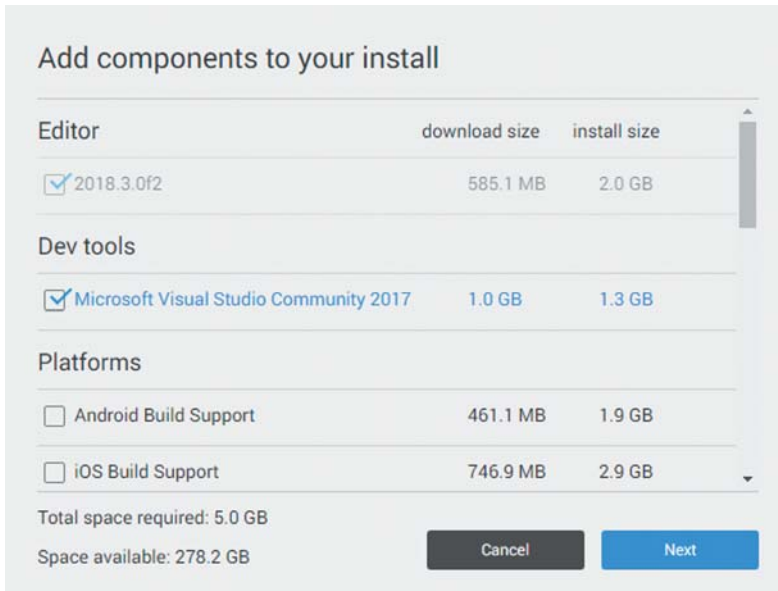 Add components to your install
Editor download size install size
2018.3.0f2 585.1 MB 2.0 GB
Dev tools
Microsoft Visual Studio Community 2017 1.0 GB 1.3 GB
Platforms
Android Build Support 461.1 MB 1.9 GB
iOS Build Support 746.9 MB 2.9 GB
Total space required: 5.0 GB
Space available: 278.2 GB
Cancel Next